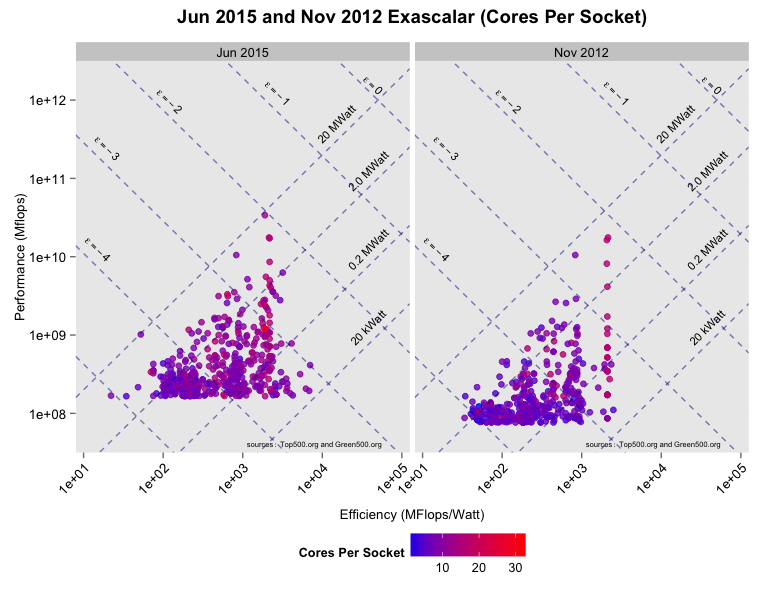 Jun 2015 and Nov 2012 Exascalar (Cores Per Socket)
Jun 2015
Nov 2012
Performance (Mflops)
1e+12
1e+11
1e+10
1e+09
1e+08
ε = − 2
ε = − 1
ε = 0
ε = − 3
ε = − 4
20 MWatt
2.0 MWatt
0.2 MWatt
20 kWatt
sources : Top500.org and Green500.org
ε = − 2
ε = − 1
ε = 0
ε = − 3
ε = − 4
20 MWatt
2.0 MWatt
0.2 MWatt
20 kWatt
sources : Top500.org and Green500.org
1e+01
1e+02
1e+03
1e+04
1e+05
1e+01
1e+02
1e+03
1e+04
1e+05
Efficiency (MFlops/Watt)
Cores Per Socket
10 20 30